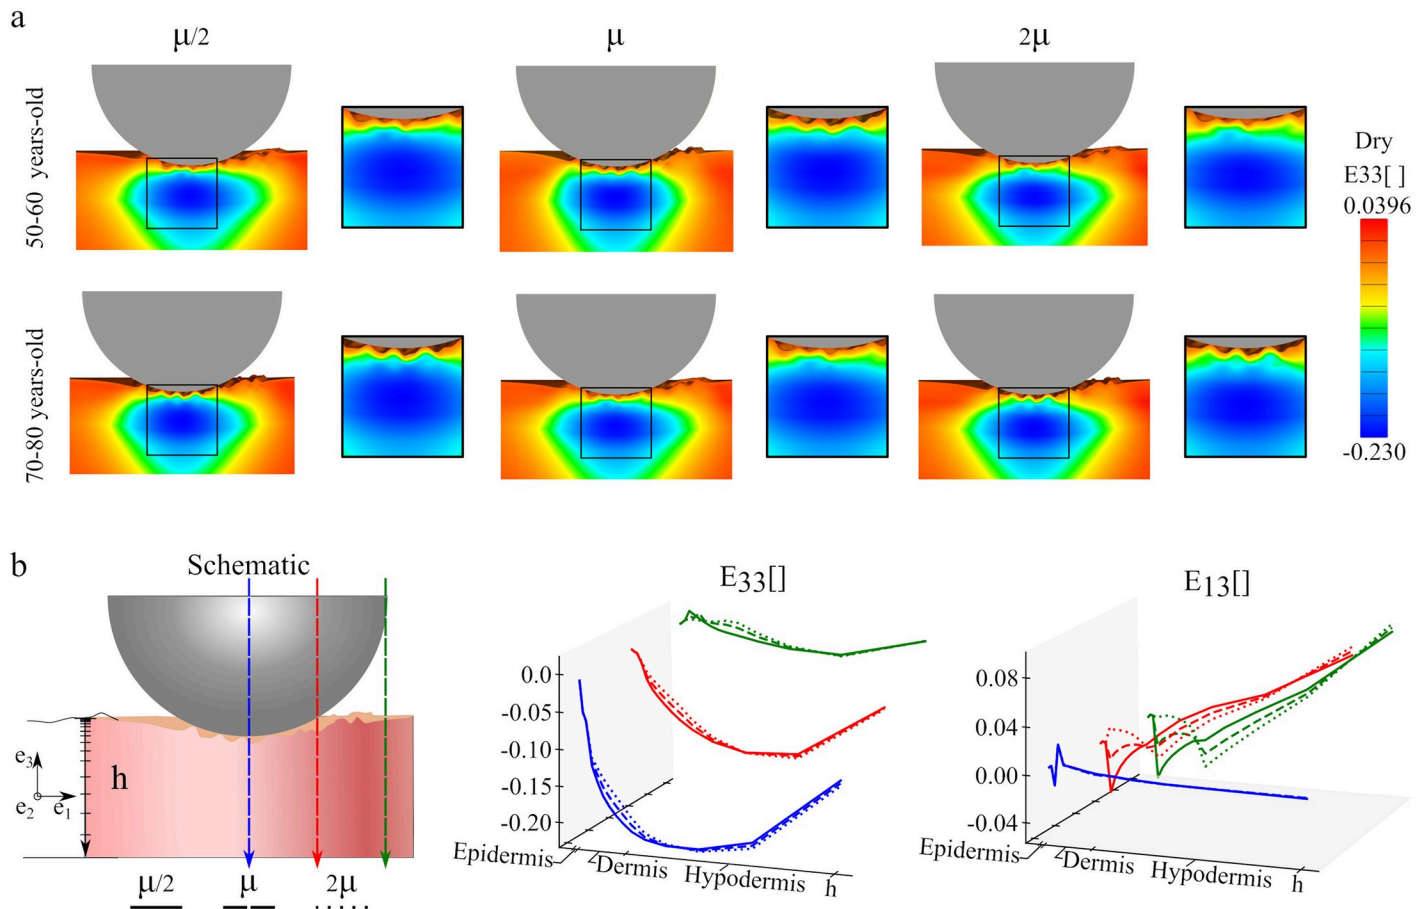 a
μ/2 μ 2μ
50-60 years-old
70-80 years-old
Dry
E33[ ]
0.0396
-0.230
b
Schematic
e3
e2 e1
h
μ/2 μ 2μ
E33[]
0.0
-0.05
-0.10
-0.15
-0.20
Epidermis Dermis Hypodermis h
E13[]
0.08
0.04
0.00
-0.04
Epidermis Dermis Hypodermis h